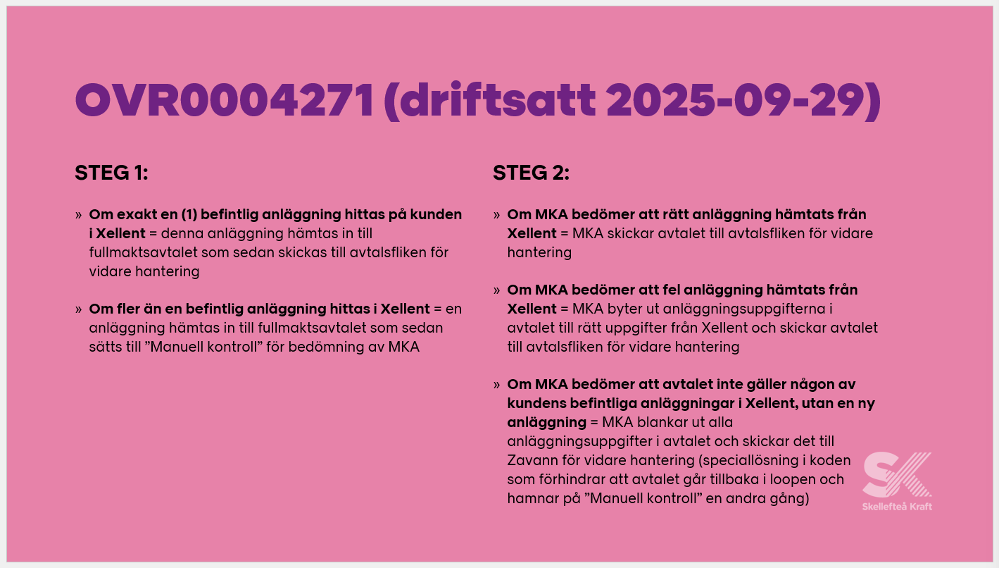 OVR0004271 (driftsatt 2025-09-29)
STEG 1:
» Om exakt en (1) befintlig anläggning hittas på kunden
i Xellent = denna anläggning hämtas in till
fullmaktsavtalet som sedan skickas till avtalsfliken för
vidare hantering
» Om fler än en befintlig anläggning hittas i Xellent = en
anläggning hämtas in till fullmaktsavtalet som sedan
sätts till ”Manuell kontroll” för bedömning av MKA
STEG 2:
» Om MKA bedömer att rätt anläggning hämtats från
Xellent = MKA skickar avtalet till avtalsfliken för vidare
hantering
» Om MKA bedömer att fel anläggning hämtats från
Xellent = MKA byter ut anläggningsuppgifterna i
avtalet till rätt uppgifter från Xellent och skickar avtalet
till avtalsfliken för vidare hantering
» Om MKA bedömer att avtalet inte gäller någon av
kundens befintliga anläggningar i Xellent, utan en ny
anläggning = MKA blankar ut alla
anläggningsuppgifter i avtalet och skickar det till
Zavann för vidare hantering (speciallösning i koden
som förhindrar att avtalet går tillbaka i loopen och
hamnar på ”Manuell kontroll” en andra gång)
SK
Skellefteå Kraft